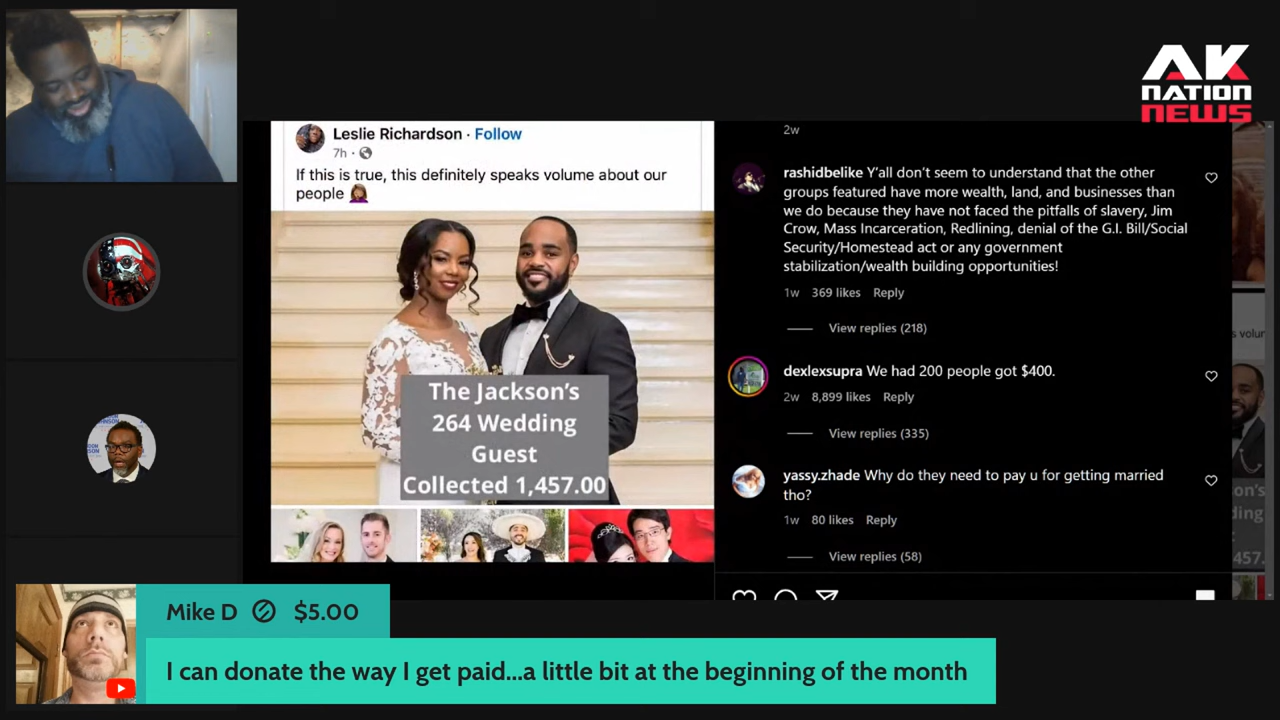 AK
NATION
NEWS
Leslie Richardson · Follow
7h ·
If this is true, this definitely speaks volume about our
people 🤦🏾‍♀️
The Jackson's
264 Wedding
Guest
Collected 1,457.00
2w
rashidbelike Y'all don't seem to understand that the other
groups featured have more wealth, land, and businesses than
we do because they have not faced the pitfalls of slavery, Jim
Crow, Mass Incarceration, Redlining, denial of the G.I. Bill/Social
Security/Homestead act or any government
stabilization/wealth building opportunities!
1w 369 likes Reply
View replies (218)
dexlexsupra We had 200 people got $400.
2w 8,899 likes Reply
View replies (335)
yassy.zhade Why do they need to pay u for getting married
tho?
1w 80 likes Reply
View replies (58)
s volur
on's
ding
457.
Mike D $5.00
I can donate the way I get paid...a little bit at the beginning of the month